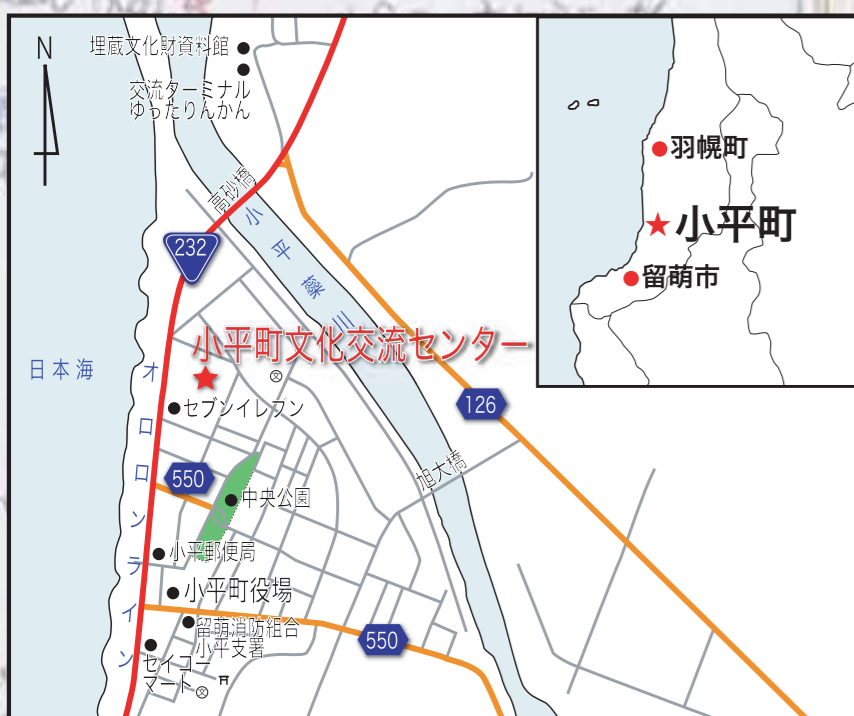 N
埋蔵文化財資料館
交流ターミナル
ゆったりんかん
高砂橋
小平蘂川
232
羽幌町
小平町
留萌市
小平町文化交流センター
日本海
オロロンライン
セブンイレブン
126
旭大橋
550
中央公園
小平郵便局
小平町役場
留萌消防組合
小平支署
550
セイコー
マート